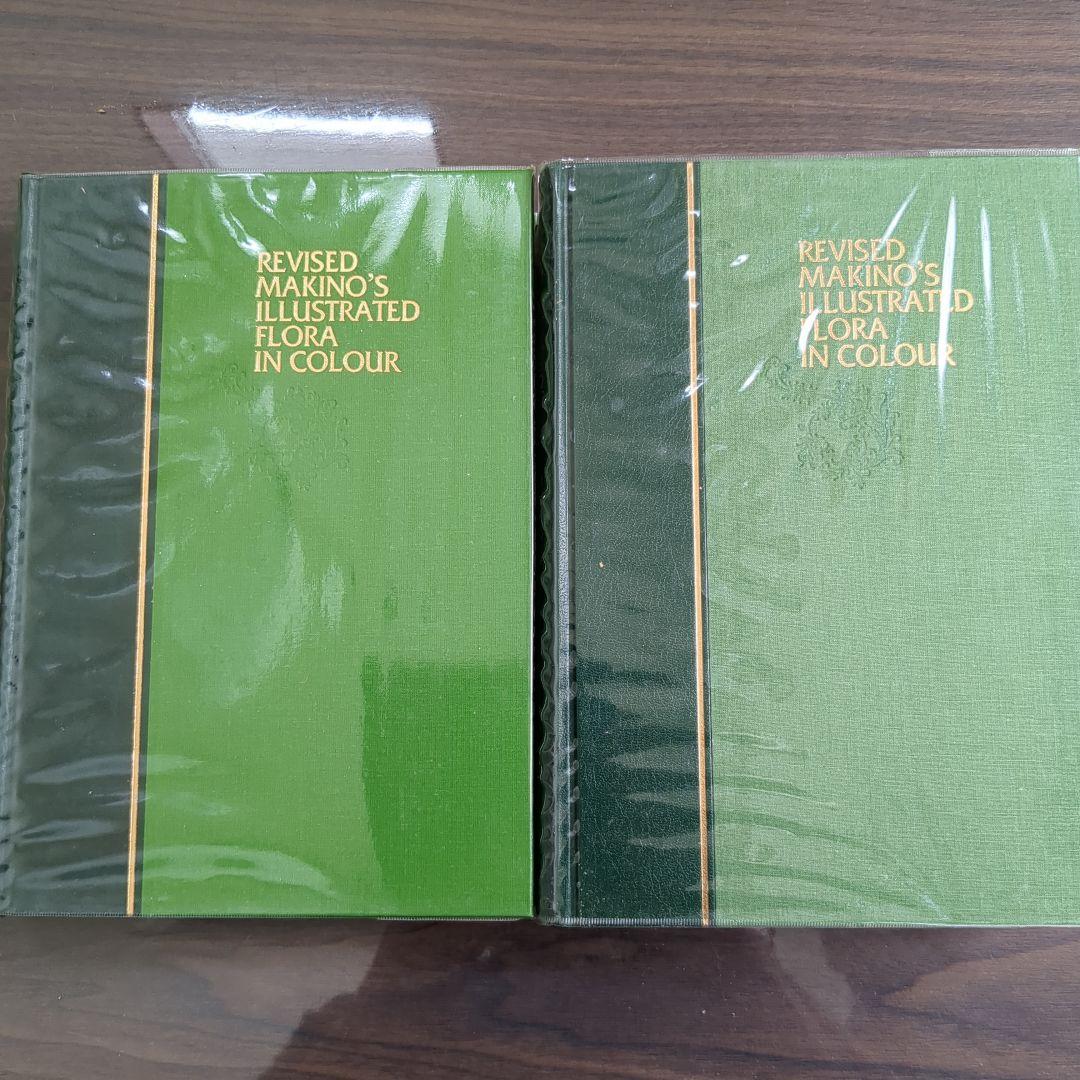 REVISED
MAKINO'S
ILLUSTRATED
FLORA
IN COLOUR
REVISED
MAKINO'S
ILLUSTRATED
FLORA
IN COLOUR